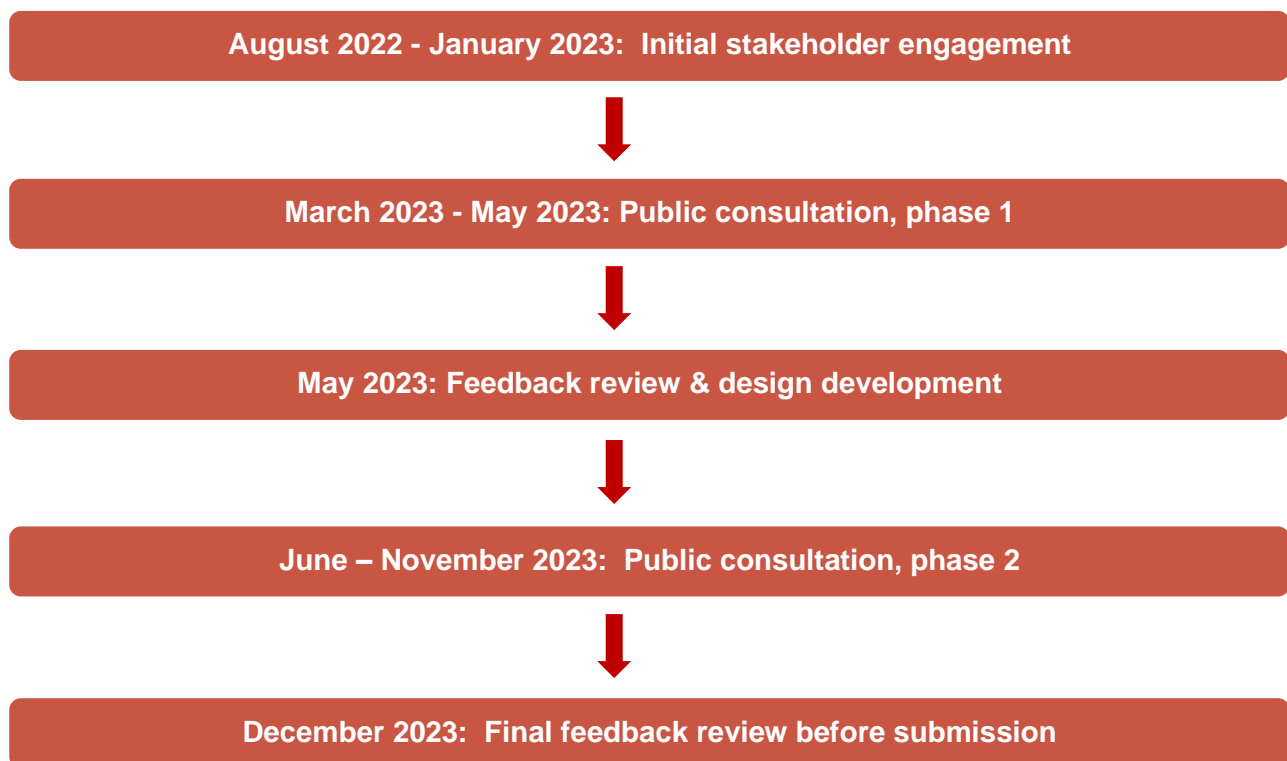 August 2022 - January 2023:  Initial stakeholder engagement
March 2023 - May 2023: Public consultation, phase 1
May 2023: Feedback review & design development
June – November 2023:  Public consultation, phase 2
December 2023:  Final feedback review before submission